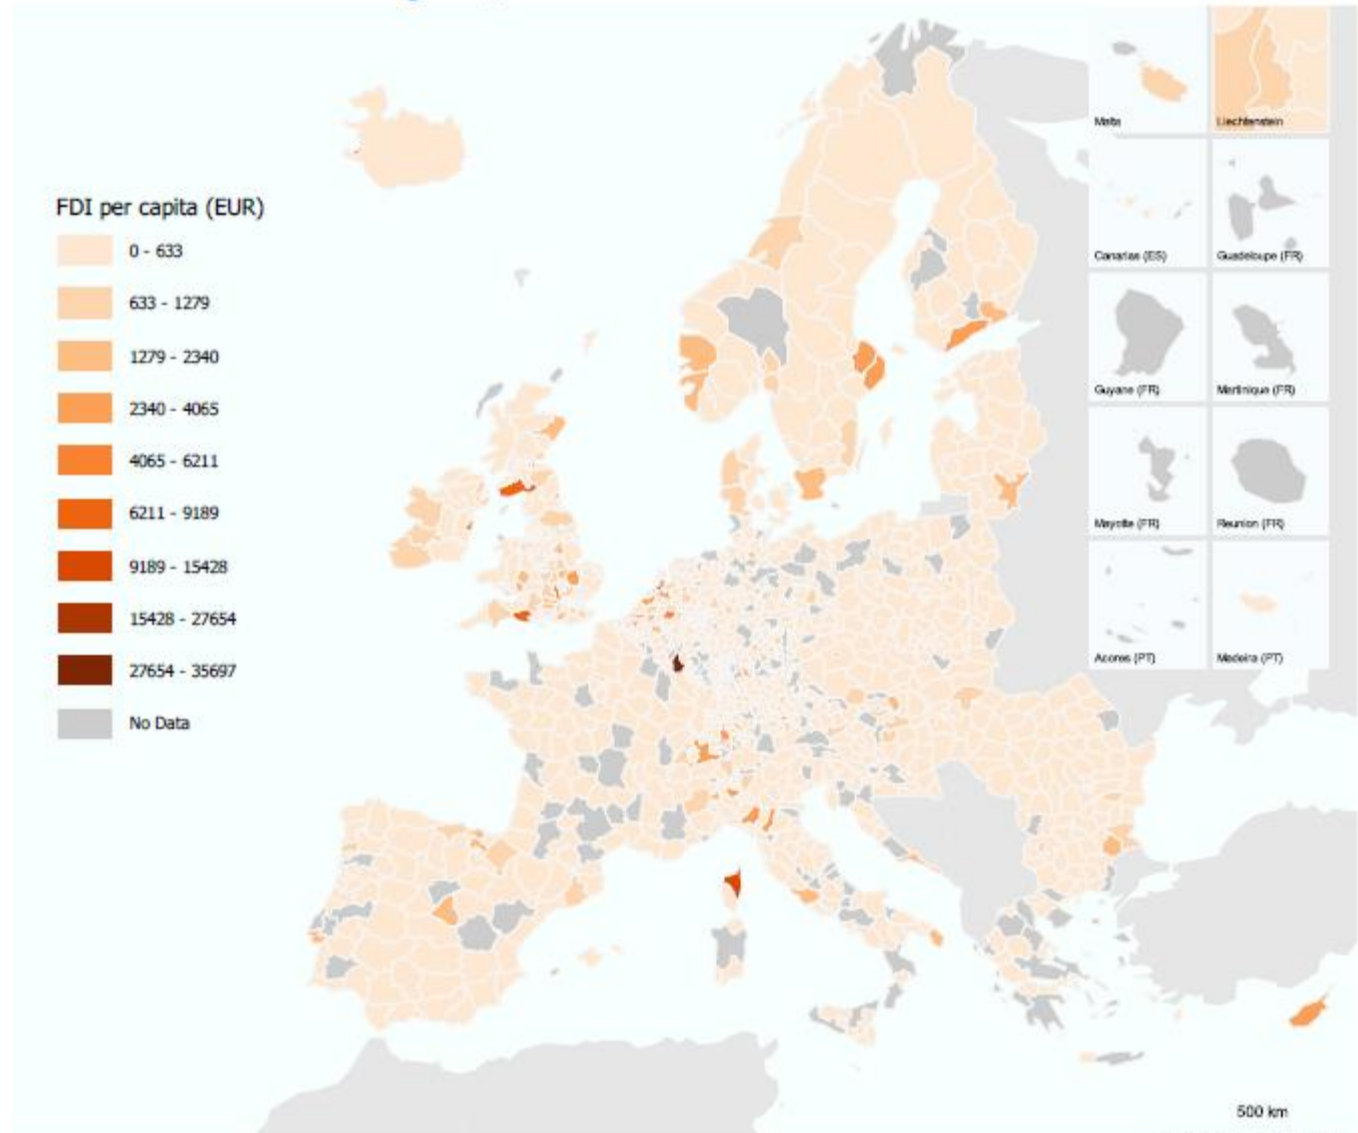 FDI per capita (EUR)
0 - 633
633 - 1279
1279 - 2340
2340 - 4065
4065 - 6211
6211 - 9189
9189 - 15428
15428 - 27654
27654 - 35697
No Data
Malta
Liechtenstein
Canarias (ES)
Guadeloupe (FR)
Guyane (FR)
Martinique (FR)
Mayotte (FR)
Reunion (FR)
Acores (PT)
Madeira (PT)
500 km